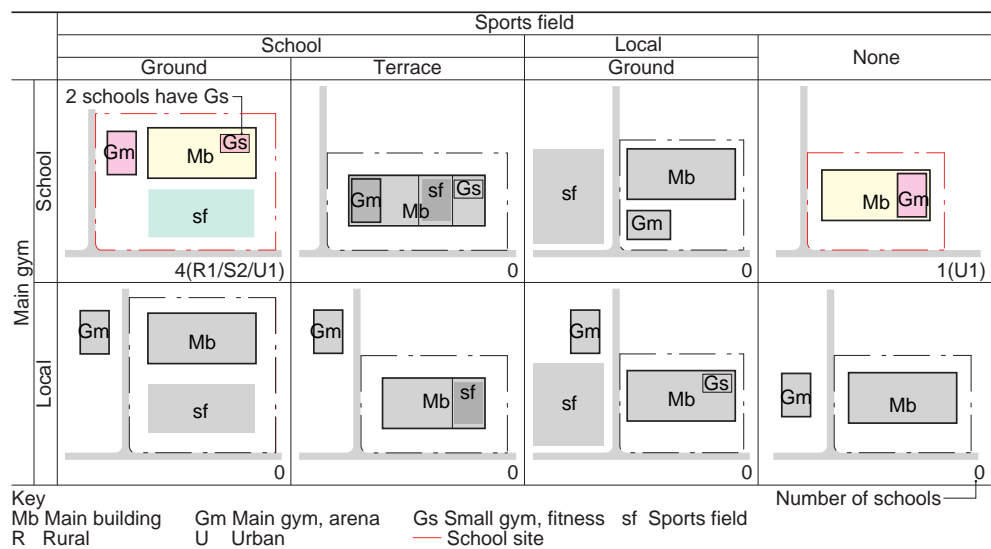 Sports field
School Local None
Ground Terrace Ground
Main gym
School
2 schools have Gs
Gm Mb Gs sf
4(R1/S2/U1)
Gm Mb sf Gs
0
sf Mb Gm
0
Mb Gm
1(U1)
Local
Gm Mb sf
0
Gm Mb sf
0
Gm sf Mb Gs
0
Gm Mb
0
Number of schools
Key
Mb Main building Gm Main gym, arena Gs Small gym, fitness sf Sports field
R Rural U Urban School site